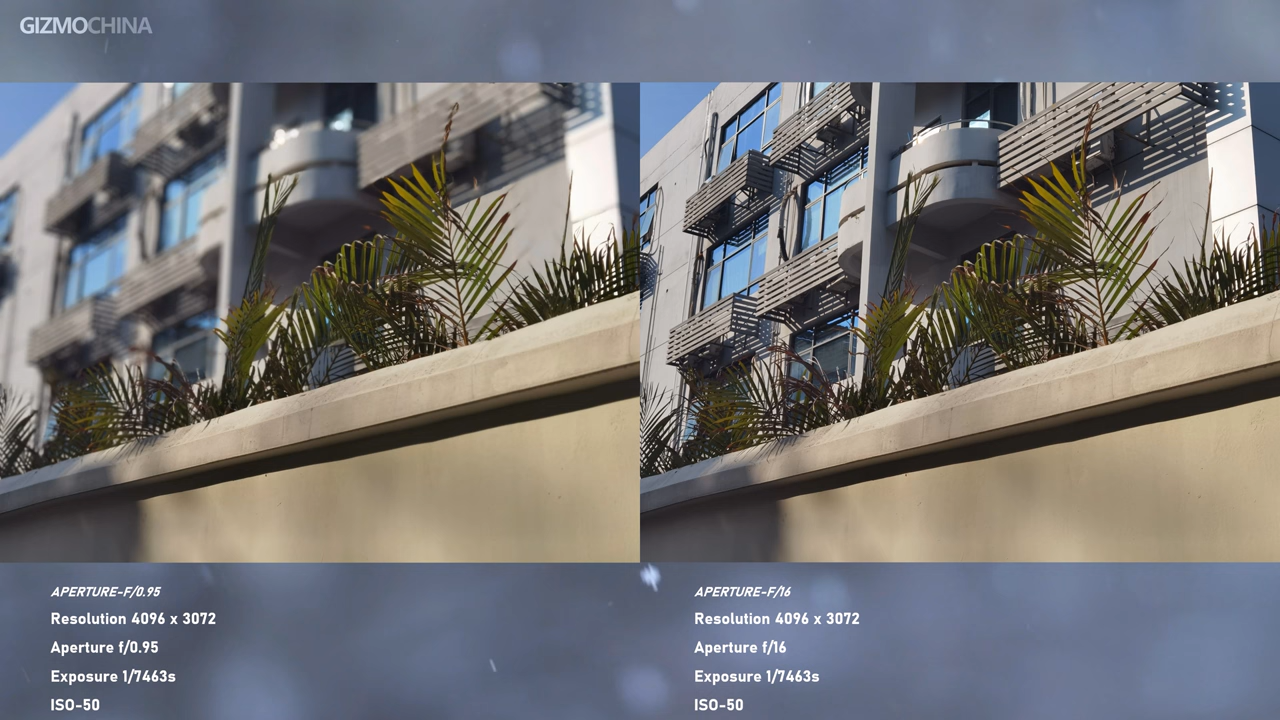 GIZMOCHINA
APERTURE-F/0.95
Resolution 4096 x 3072
Aperture f/0.95
Exposure 1/7463s
ISO-50
APERTURE-F/16
Resolution 4096 x 3072
Aperture f/16
Exposure 1/7463s
ISO-50